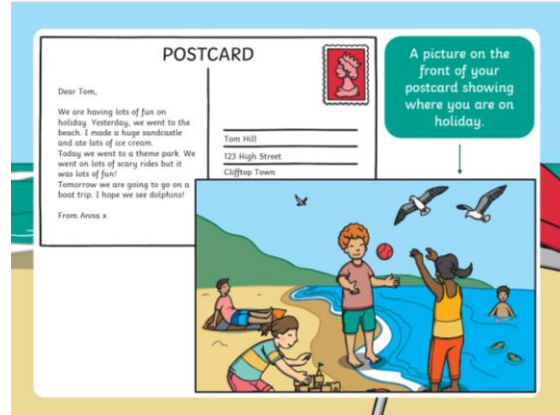 POSTCARD
Dear Tom,
We are having lots of fun on
holiday. Yesterday, we went to the
beach. I made a huge sandcastle
and ate lots of ice cream.
Today we went to a theme park. We
went on lots of scary rides but it
was lots of fun!
Tomorrow we are going to go on a
boat trip. I hope we see dolphins!
From Anna x
Tom Hill
123 High Street
Clifftop Town
A picture on the
front of your
postcard showing
where you are on
holiday.